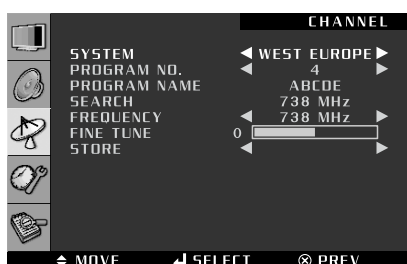 CHANNEL
SYSTEM WEST EUROPE
PROGRAM NO. 4
PROGRAM NAME ABCDE
SEARCH 738 MHz
FREQUENCY 738 MHz
FINE TUNE 0
STORE
MOVE SELECT PREV